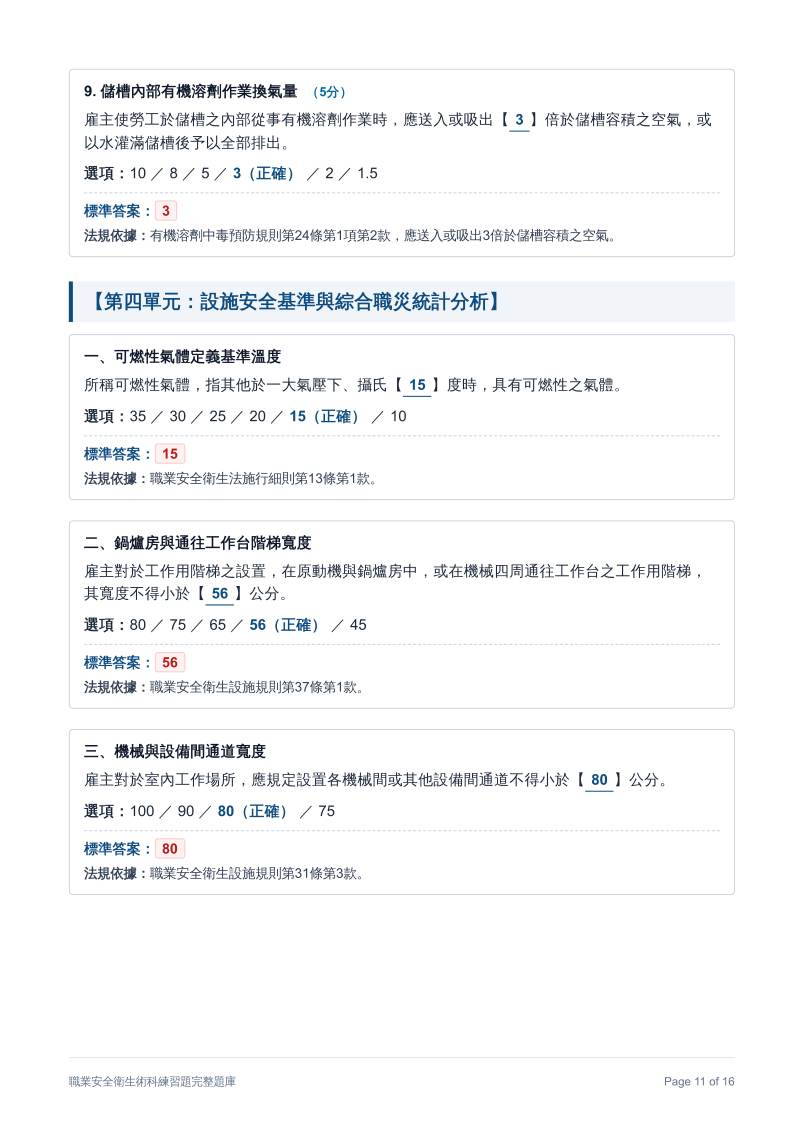 9. 儲槽內部有機溶劑作業換氣量 （5分）
雇主使勞工於儲槽之內部從事有機溶劑作業時，應送入或吸出【 3 】倍於儲槽容積之空氣，或
以水灌滿儲槽後予以全部排出。
選項：10 ／ 8 ／ 5 ／ 3（正確） ／ 2 ／ 1.5
標準答案： 3
法規依據：有機溶劑中毒預防規則第24條第1項第2款，應送入或吸出3倍於儲槽容積之空氣。
【第四單元：設施安全基準與綜合職災統計分析】
一、可燃性氣體定義基準溫度
所稱可燃性氣體，指其他於一大氣壓下、攝氏【 15 】度時，具有可燃性之氣體。
選項：35 ／ 30 ／ 25 ／ 20 ／ 15（正確） ／ 10
標準答案： 15
法規依據：職業安全衛生法施行細則第13條第1款。
二、鍋爐房與通往工作台階梯寬度
雇主對於工作用階梯之設置，在原動機與鍋爐房中，或在機械四周通往工作台之工作用階梯，
其寬度不得小於【 56 】公分。
選項：80 ／ 75 ／ 65 ／ 56（正確） ／ 45
標準答案： 56
法規依據：職業安全衛生設施規則第37條第1款。
三、機械與設備間通道寬度
雇主對於室內工作場所，應規定設置各機械間或其他設備間通道不得小於【 80 】公分。
選項：100 ／ 90 ／ 80（正確） ／ 75
標準答案： 80
法規依據：職業安全衛生設施規則第31條第3款。
職業安全衛生術科練習題完整題庫
Page 11 of 16